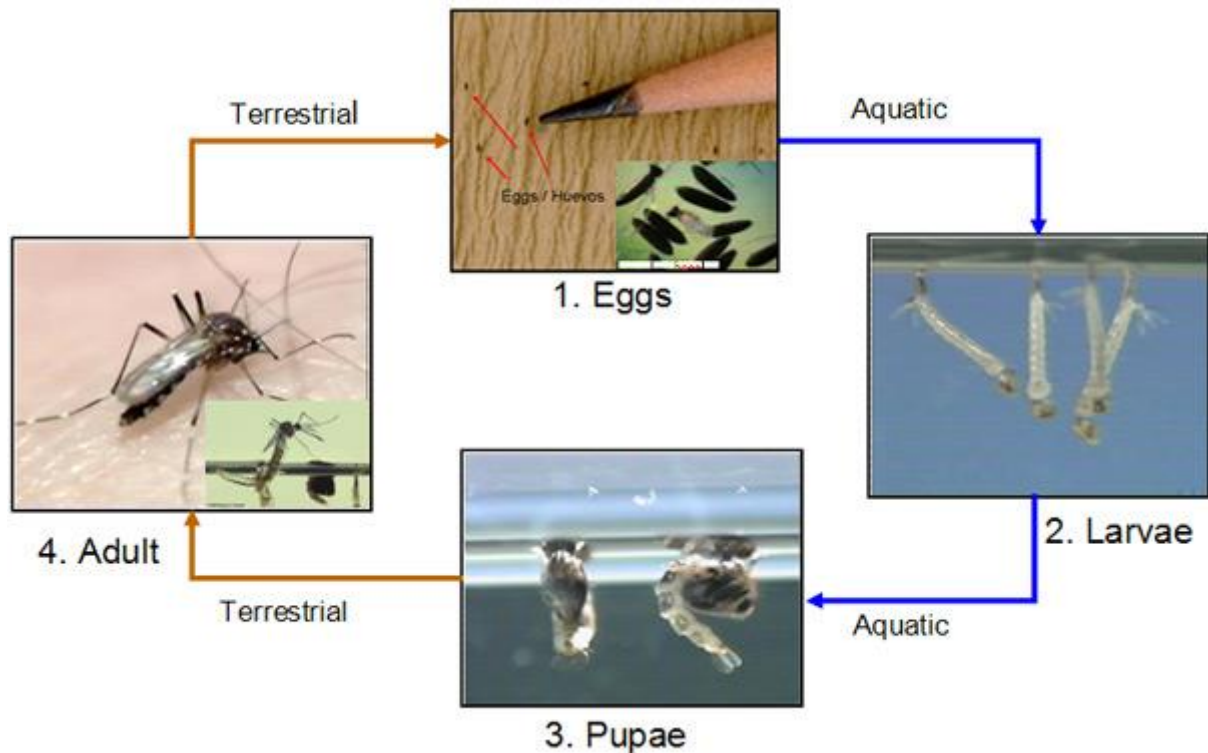 Terrestrial
Aquatic
Eggs / Huevos
1. Eggs
4. Adult
2. Larvae
Terrestrial
Aquatic
3. Pupae